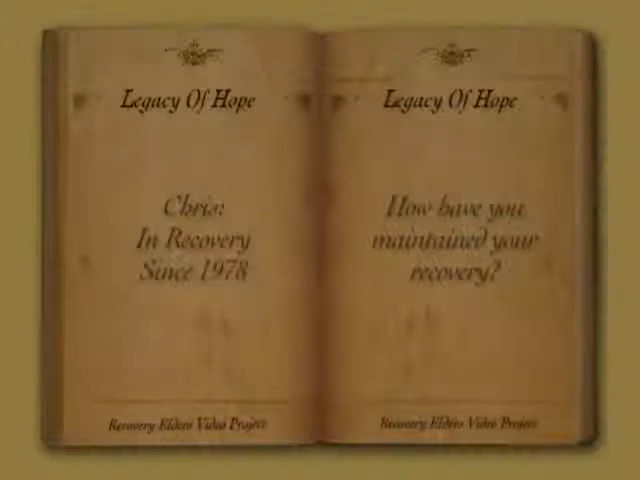 Legacy Of Hope
Chris:
In Recovery
Since 1978
Recovery Elders Video Project
Legacy Of Hope
How have you
maintained your
recovery?
Recovery Elders Video Project